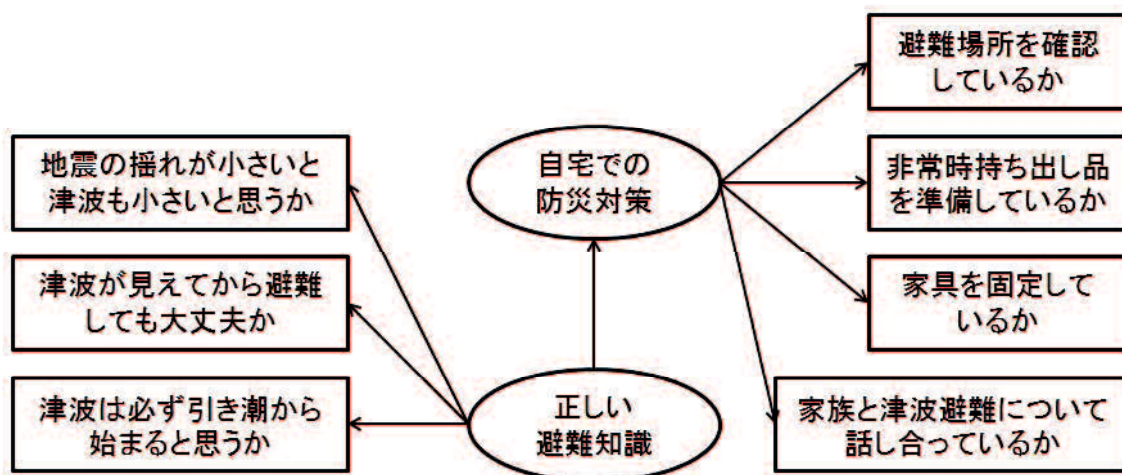 避難場所を確認
しているか
自宅での
防災対策
地震の揺れが小さいと
津波も小さいと思うか
非常時持ち出し品
を準備しているか
津波が見えてから避難
しても大丈夫か
家具を固定して
いるか
津波は必ず引き潮から
始まると思うか
正しい
避難知識
家族と津波避難について
話し合っているか